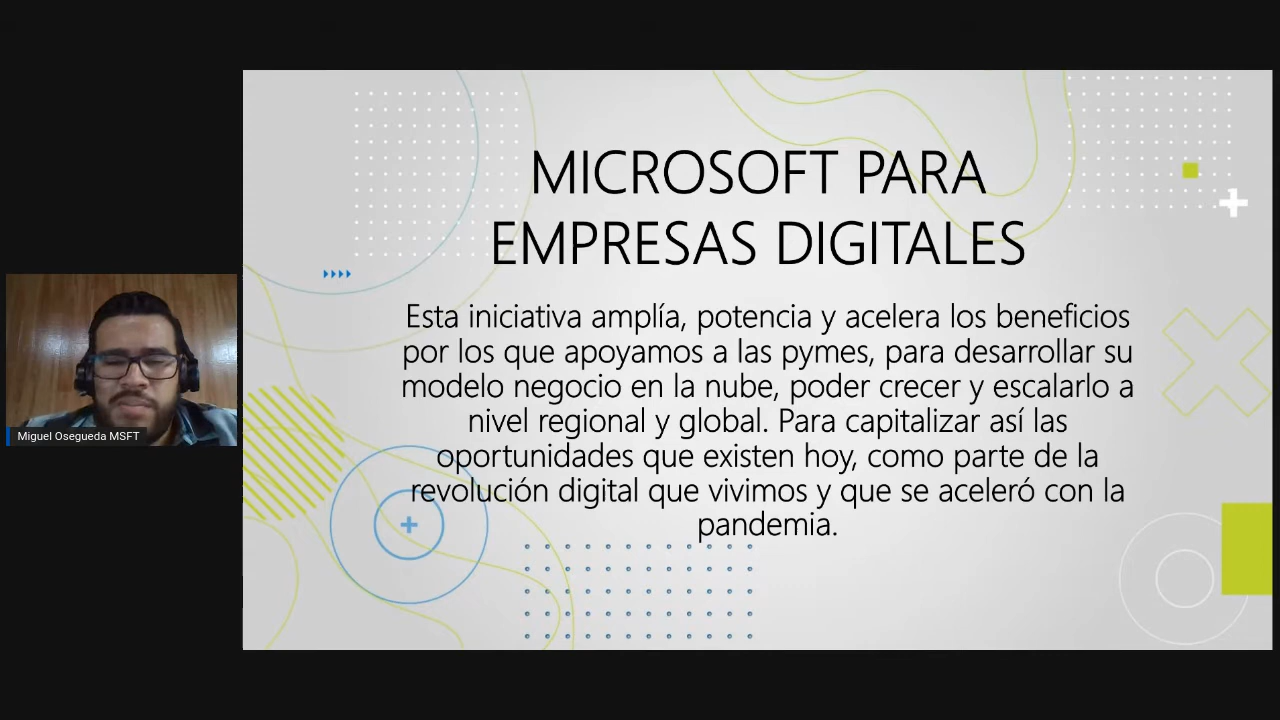 MICROSOFT PARA
EMPRESAS DIGITALES
Esta iniciativa amplía, potencia y acelera los beneficios
por los que apoyamos a las pymes, para desarrollar su
modelo negocio en la nube, poder crecer y escalarlo a
nivel regional y global. Para capitalizar así las
oportunidades que existen hoy, como parte de la
revolución digital que vivimos y que se aceleró con la
pandemia.
Miguel Osegueda MSFT